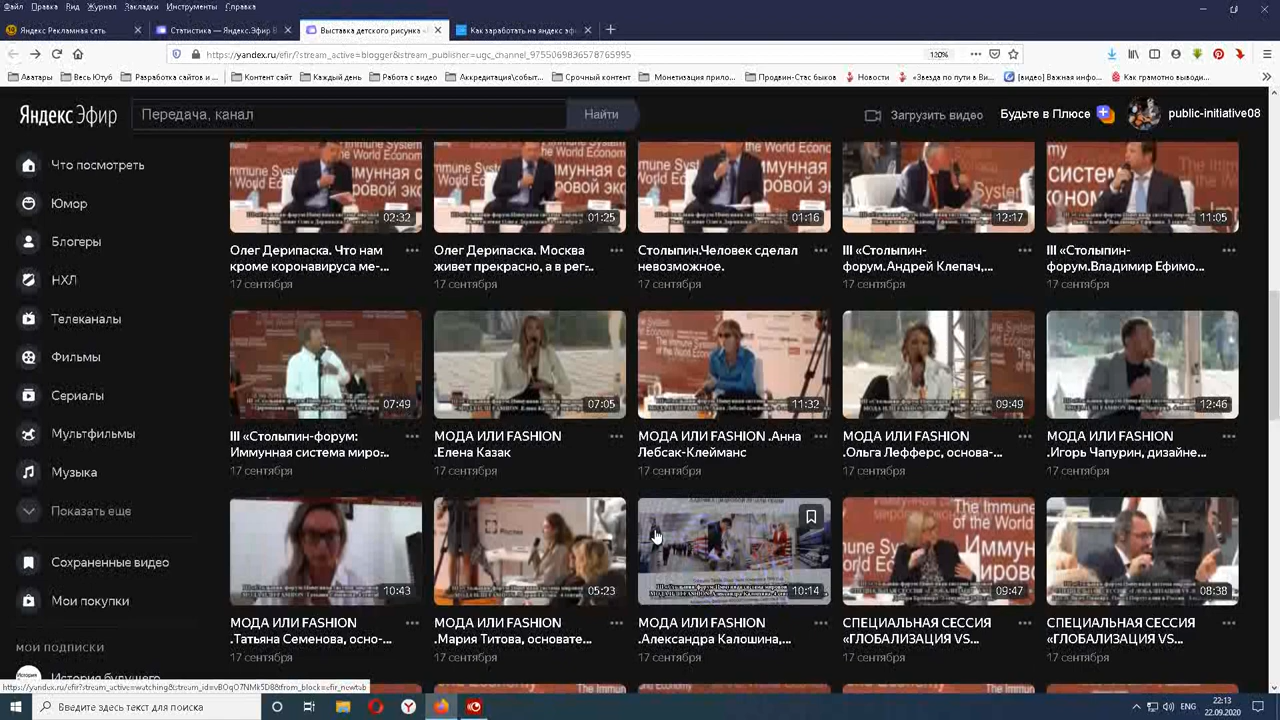 Файл Правка Вид Журнал Закладки Инструменты Справка
Яндекс Рекламная сеть
Статистика — Яндекс.Эфир
Выставка детского рисунка
Как заработать на яндекс эф
https://yandex.ru/efir/?stream_active=blogger&stream_publisher=ugc_channel_9755069836578765995
130%
Аватары Весь Ютуб Разработка сайтов и ... Контент сайт Каждый день Работа с видео Аккредитация\событ... Срочный контент Монетизация прило... Продвин-Стас быков Новости «Звезда по пути в Ви... [видео] Важная инфо... Как грамотно выводи...
Яндекс Эфир
Передача, канал
Найти
Загрузить видео
Будьте в Плюсе
public-initiative08
Что посмотреть
Юмор
Блогеры
НХЛ
Телеканалы
Фильмы
Сериалы
Мультфильмы
Музыка
Показать еще
Сохраненные видео
Мои покупки
МОИ ПОДПИСКИ
История будущего
02:32 01:25 01:16 12:17 11:05
Олег Дерипаска. Что нам
кроме коронавируса ме-...
17 сентября
Олег Дерипаска. Москва
живет прекрасно, а в рег-...
17 сентября
Столыпин.Человек сделал
невозможное.
17 сентября
III «Столыпин-
форум.Андрей Клепач,...
17 сентября
III «Столыпин-
форум.Владимир Ефимо...
17 сентября
07:49 07:05 11:32 09:49 12:46
III «Столыпин-форум:
Иммунная система миро-...
17 сентября
МОДА ИЛИ FASHION
.Елена Казак
17 сентября
МОДА ИЛИ FASHION .Анна
Лебсак-Клейманс
17 сентября
МОДА ИЛИ FASHION
.Ольга Лефферс, основа-...
17 сентября
МОДА ИЛИ FASHION
.Игорь Чапурин, дизайне...
17 сентября
10:43 05:23 10:14 09:47 08:38
МОДА ИЛИ FASHION
.Татьяна Семенова, осно-...
17 сентября
МОДА ИЛИ FASHION
.Мария Титова, основате...
17 сентября
МОДА ИЛИ FASHION
.Александра Калошина,...
17 сентября
СПЕЦИАЛЬНАЯ СЕССИЯ
«ГЛОБАЛИЗАЦИЯ VS...
17 сентября
СПЕЦИАЛЬНАЯ СЕССИЯ
«ГЛОБАЛИЗАЦИЯ VS...
17 сентября
Введите здесь текст для поиска
ENG
22:13
22.09.2020